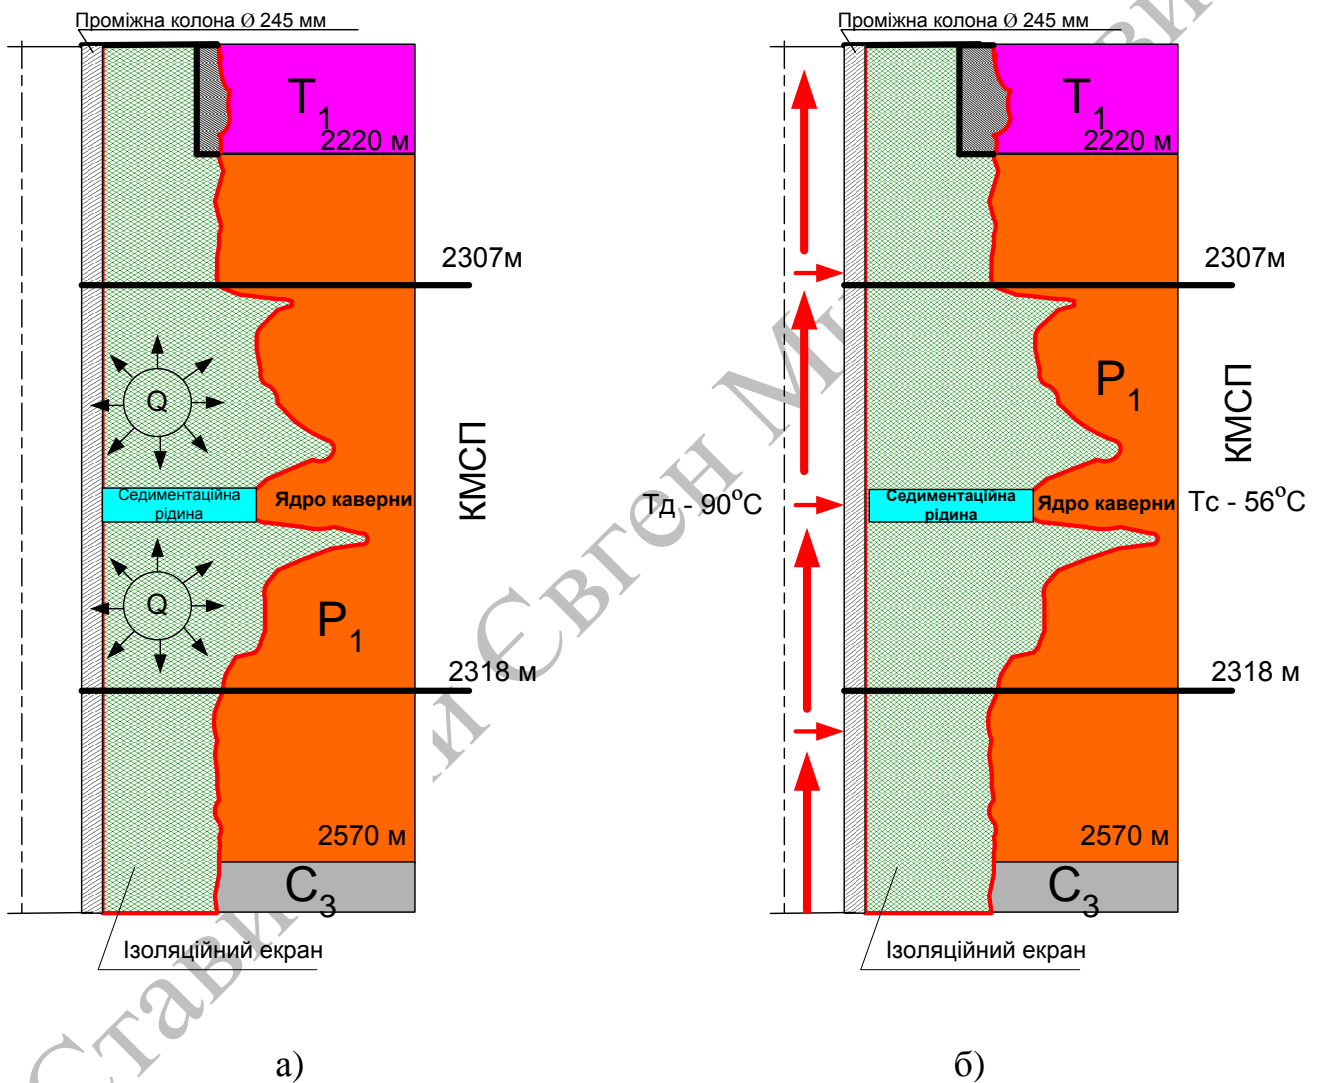 Проміжна колона Ø 245 мм
T1
2220 м
2307м
Q
КМСП
Седиментаційна
рідина
Ядро каверни
Q
P1
2318 м
2570 м
C3
Ізоляційний екран
а)
Проміжна колона Ø 245 мм
T1
2220 м
2307м
P1
КМСП
Тд - 90°С
Седиментаційна
рідина
Ядро каверни
Тс - 56°С
2318 м
2570 м
C3
Ізоляційний екран
б)
Євген